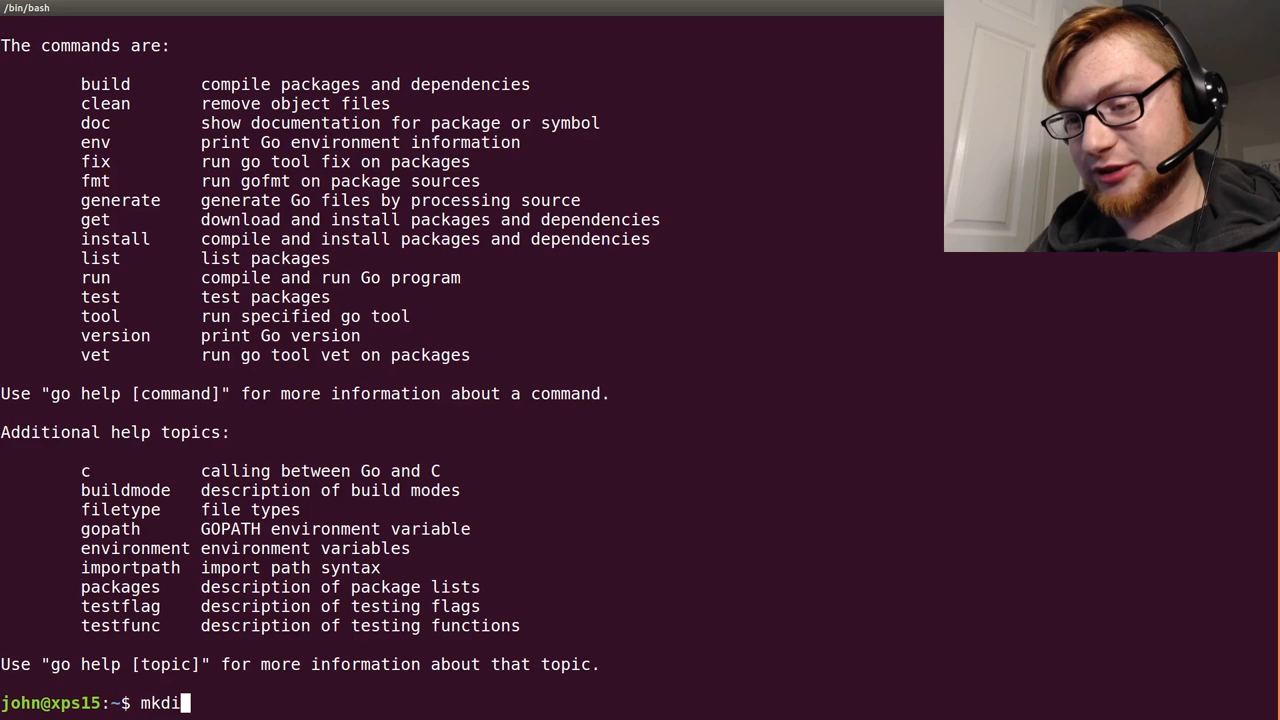 /bin/bash
The commands are:
build compile packages and dependencies
clean remove object files
doc show documentation for package or symbol
env print Go environment information
fix run go tool fix on packages
fmt run gofmt on package sources
generate generate Go files by processing source
get download and install packages and dependencies
install compile and install packages and dependencies
list list packages
run compile and run Go program
test test packages
tool run specified go tool
version print Go version
vet run go tool vet on packages
Use "go help [command]" for more information about a command.
Additional help topics:
c calling between Go and C
buildmode description of build modes
filetype file types
gopath GOPATH environment variable
environment environment variables
importpath import path syntax
packages description of package lists
testflag description of testing flags
testfunc description of testing functions
Use "go help [topic]" for more information about that topic.
john@xps15:~$ mkdi